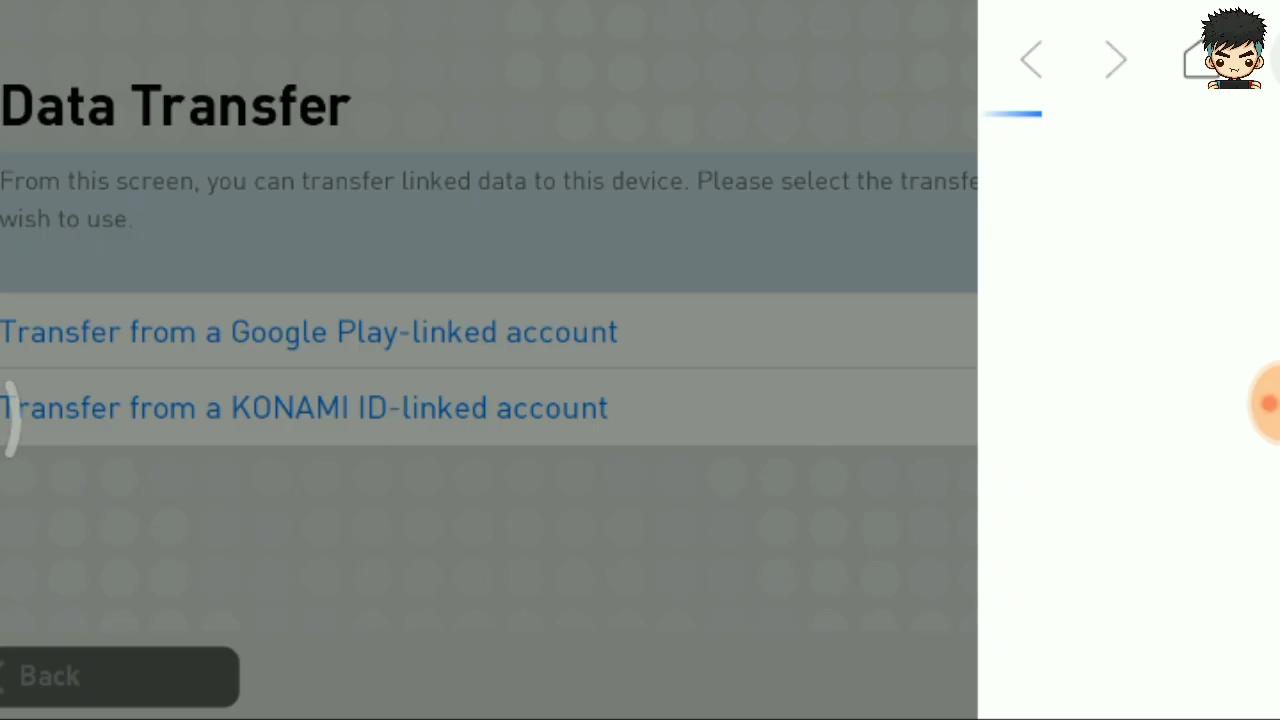 Data Transfer
From this screen, you can transfer linked data to this device. Please select the transfe
wish to use.
Transfer from a Google Play-linked account
Transfer from a KONAMI ID-linked account
Back